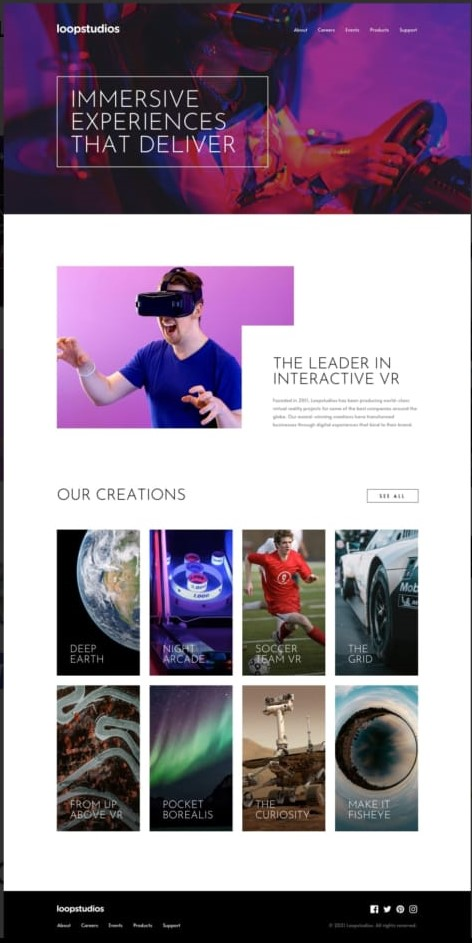 loopstudios
About Careers Events Products Support
IMMERSIVE
EXPERIENCES
THAT DELIVER
THE LEADER IN
INTERACTIVE VR
Founded in 2011, Loopstudios has been producing world-class
virtual reality projects for some of the best companies around the
globe. Our award-winning creations have transformed
businesses through digital experiences that bind to their brand.
OUR CREATIONS
SEE ALL
DEEP
EARTH
NIGHT
ARCADE
SOCCER
TEAM VR
THE
GRID
FROM UP
ABOVE VR
POCKET
BOREALIS
THE
CURIOSITY
MAKE IT
FISHEYE
loopstudios
About Careers Events Products Support
© 2021 Loopstudios. All rights reserved.